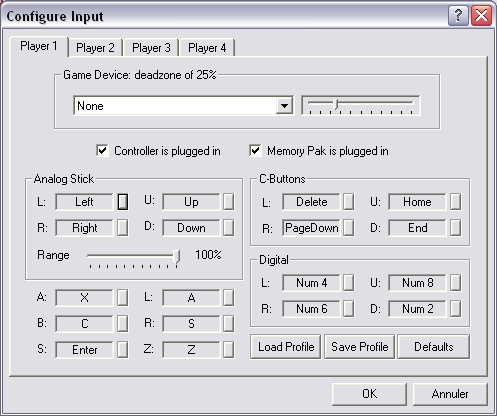 Configure Input
Player 1 Player 2 Player 3 Player 4
Game Device: deadzone of 25%
None
Controller is plugged in Memory Pak is plugged in
Analog Stick
L: Left U: Up
R: Right D: Down
Range 100%
C-Buttons
L: Delete U: Home
R: PageDown D: End
Digital
L: Num 4 U: Num 8
R: Num 6 D: Num 2
A: X L: A
B: C R: S
S: Enter Z: Z
Load Profile Save Profile Defaults
OK Annuler